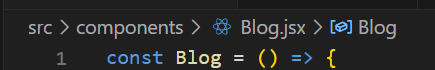 src > components > Blog.jsx > Blog
1 const Blog = () => {